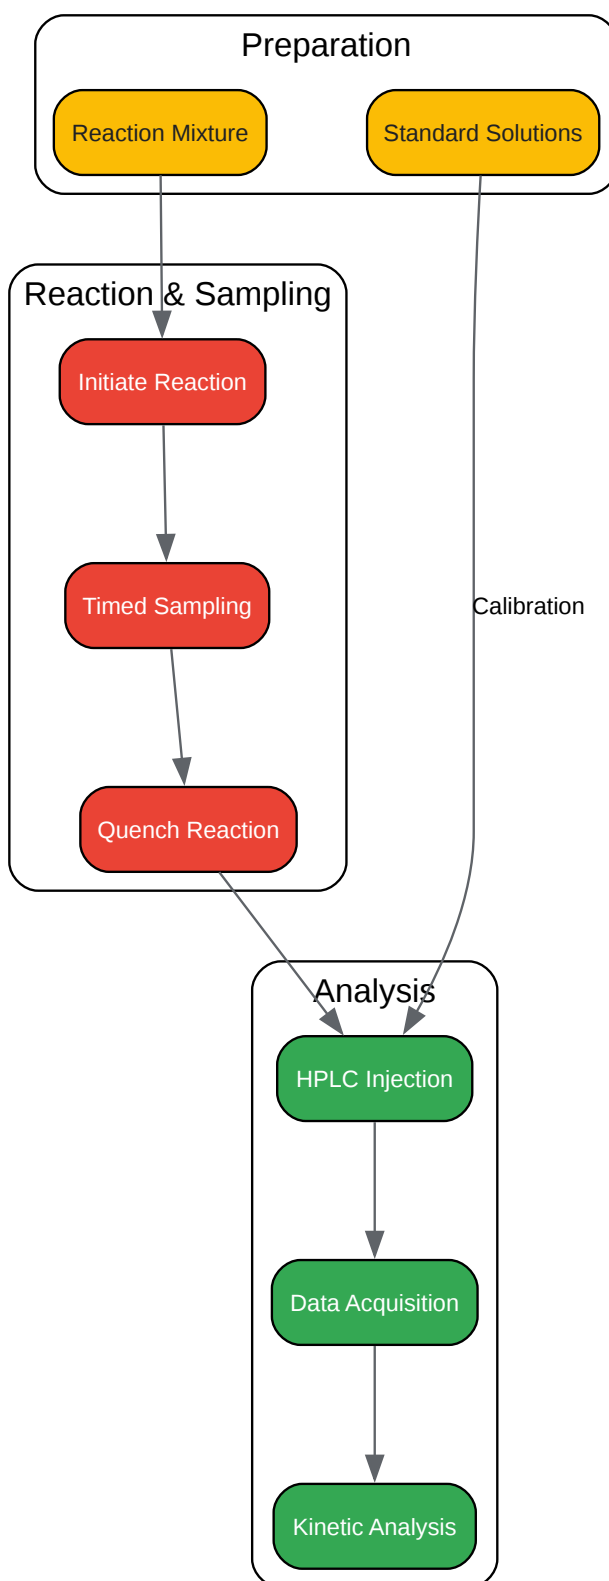 Preparation
Reaction Mixture
Standard Solutions
Reaction & Sampling
Initiate Reaction
Timed Sampling
Calibration
Quench Reaction
Analysis
HPLC Injection
Data Acquisition
Kinetic Analysis